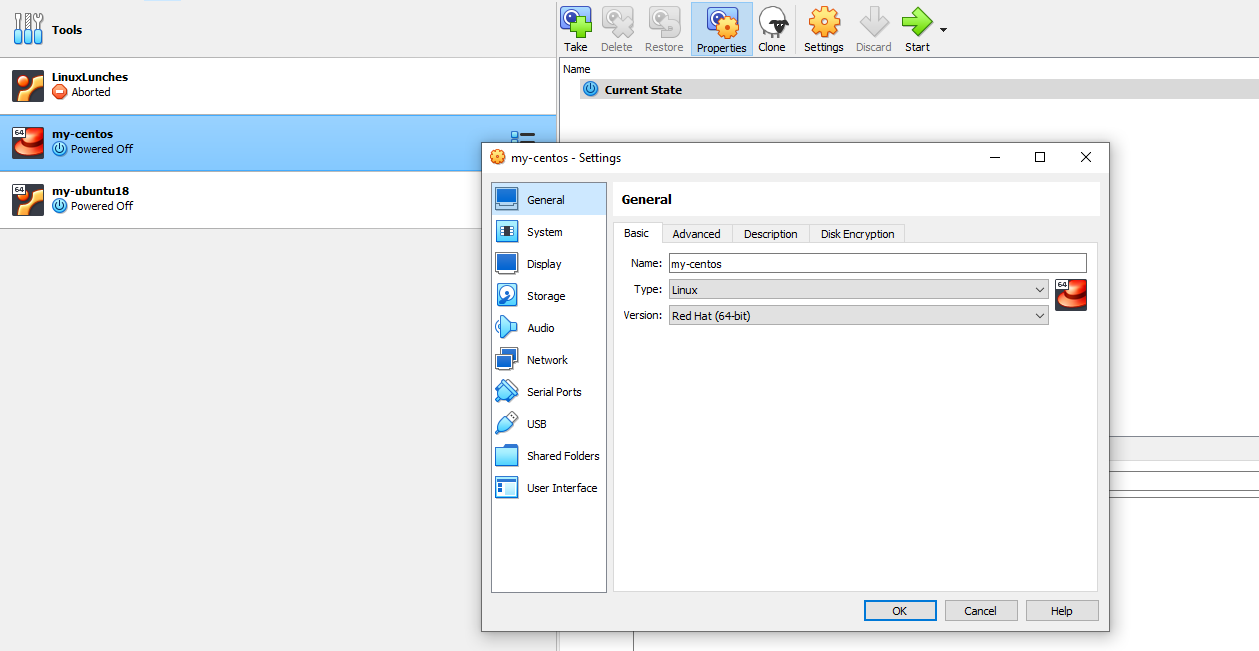 Tools
LinuxLunches
Aborted
64
my-centos
Powered Off
64
my-ubuntu18
Powered Off
Take
Delete
Restore
Properties
Clone
Settings
Discard
Start
Name
Current State
my-centos - Settings
General
System
Display
Storage
Audio
Network
Serial Ports
USB
Shared Folders
User Interface
General
Basic
Advanced
Description
Disk Encryption
Name: my-centos
Type: Linux
64
Version: Red Hat (64-bit)
OK
Cancel
Help